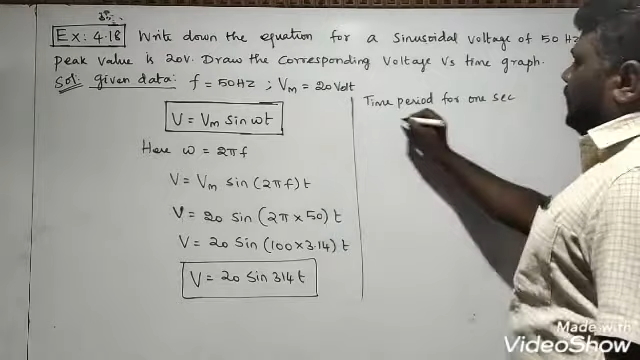 Ex: 4.18 Write down the equation for a sinusoidal voltage of 50 Hz
peak value is 20V. Draw the corresponding voltage Vs time graph.
Sol: given data: f = 50HZ ; Vm = 20 Volt
V = Vm sin ωt
Here ω = 2πf
V = Vm sin (2πf) t
V = 20 sin (2π × 50) t
V = 20 sin (100 × 3.14) t
V = 20 sin 314 t
Time period for one sec
Made with
VideoShow